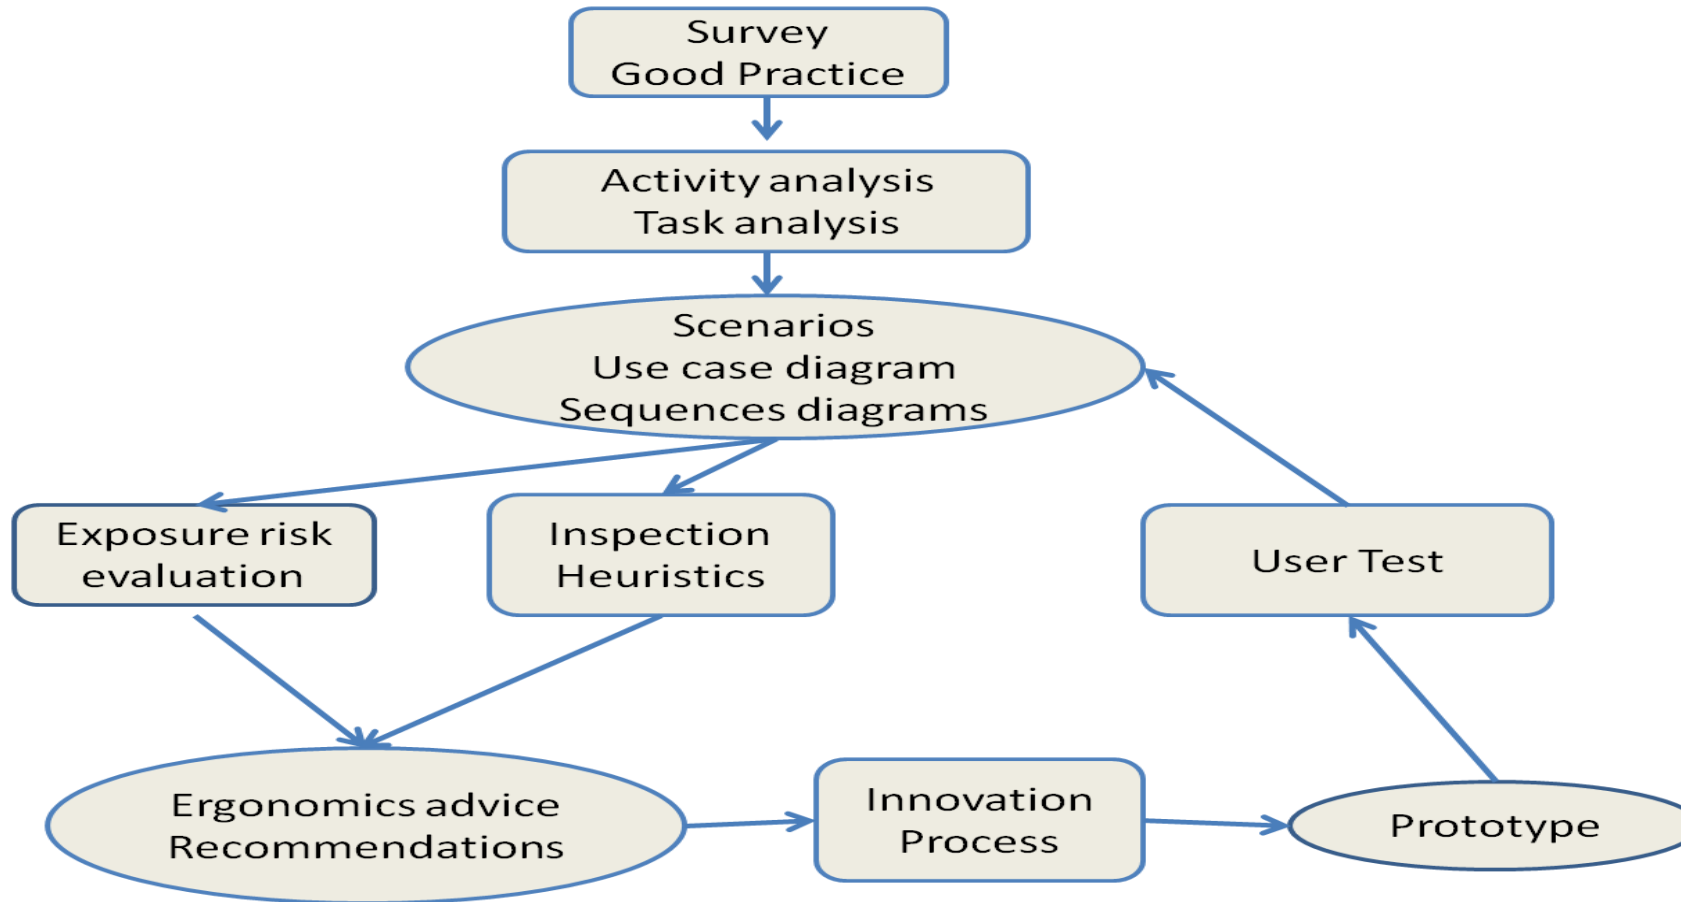 Survey
Good Practice
Activity analysis
Task analysis
Scenarios
Use case diagram
Sequences diagrams
Exposure risk
evaluation
Inspection
Heuristics
User Test
Ergonomics advice
Recommendations
Innovation
Process
Prototype